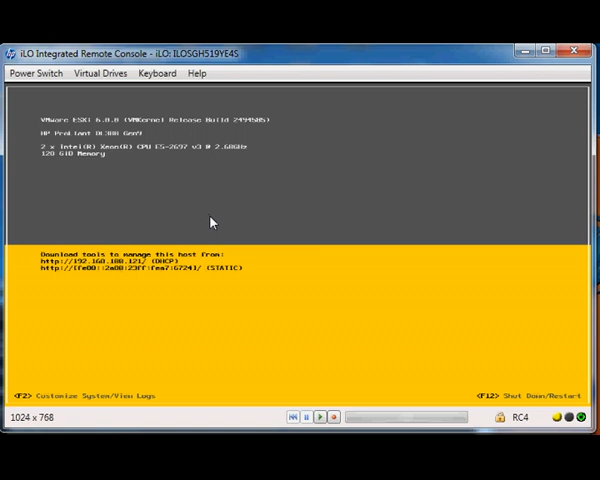 iLO Integrated Remote Console - iLO: ILOSGH519YE4S
Power Switch Virtual Drives Keyboard Help
VMware ESXi 6.0.0 (VMKernel Release Build 2494585)
HP ProLiant DL380 Gen9
2 x Intel(R) Xeon(R) CPU E5-2697 v3 @ 2.60GHz
128 GiB Memory
Download tools to manage this host from:
http://192.168.188.121/ (DHCP)
(STATIC)
<F2> Customize System/View Logs
<F12> Shut Down/Restart
1024 x 768
RC4